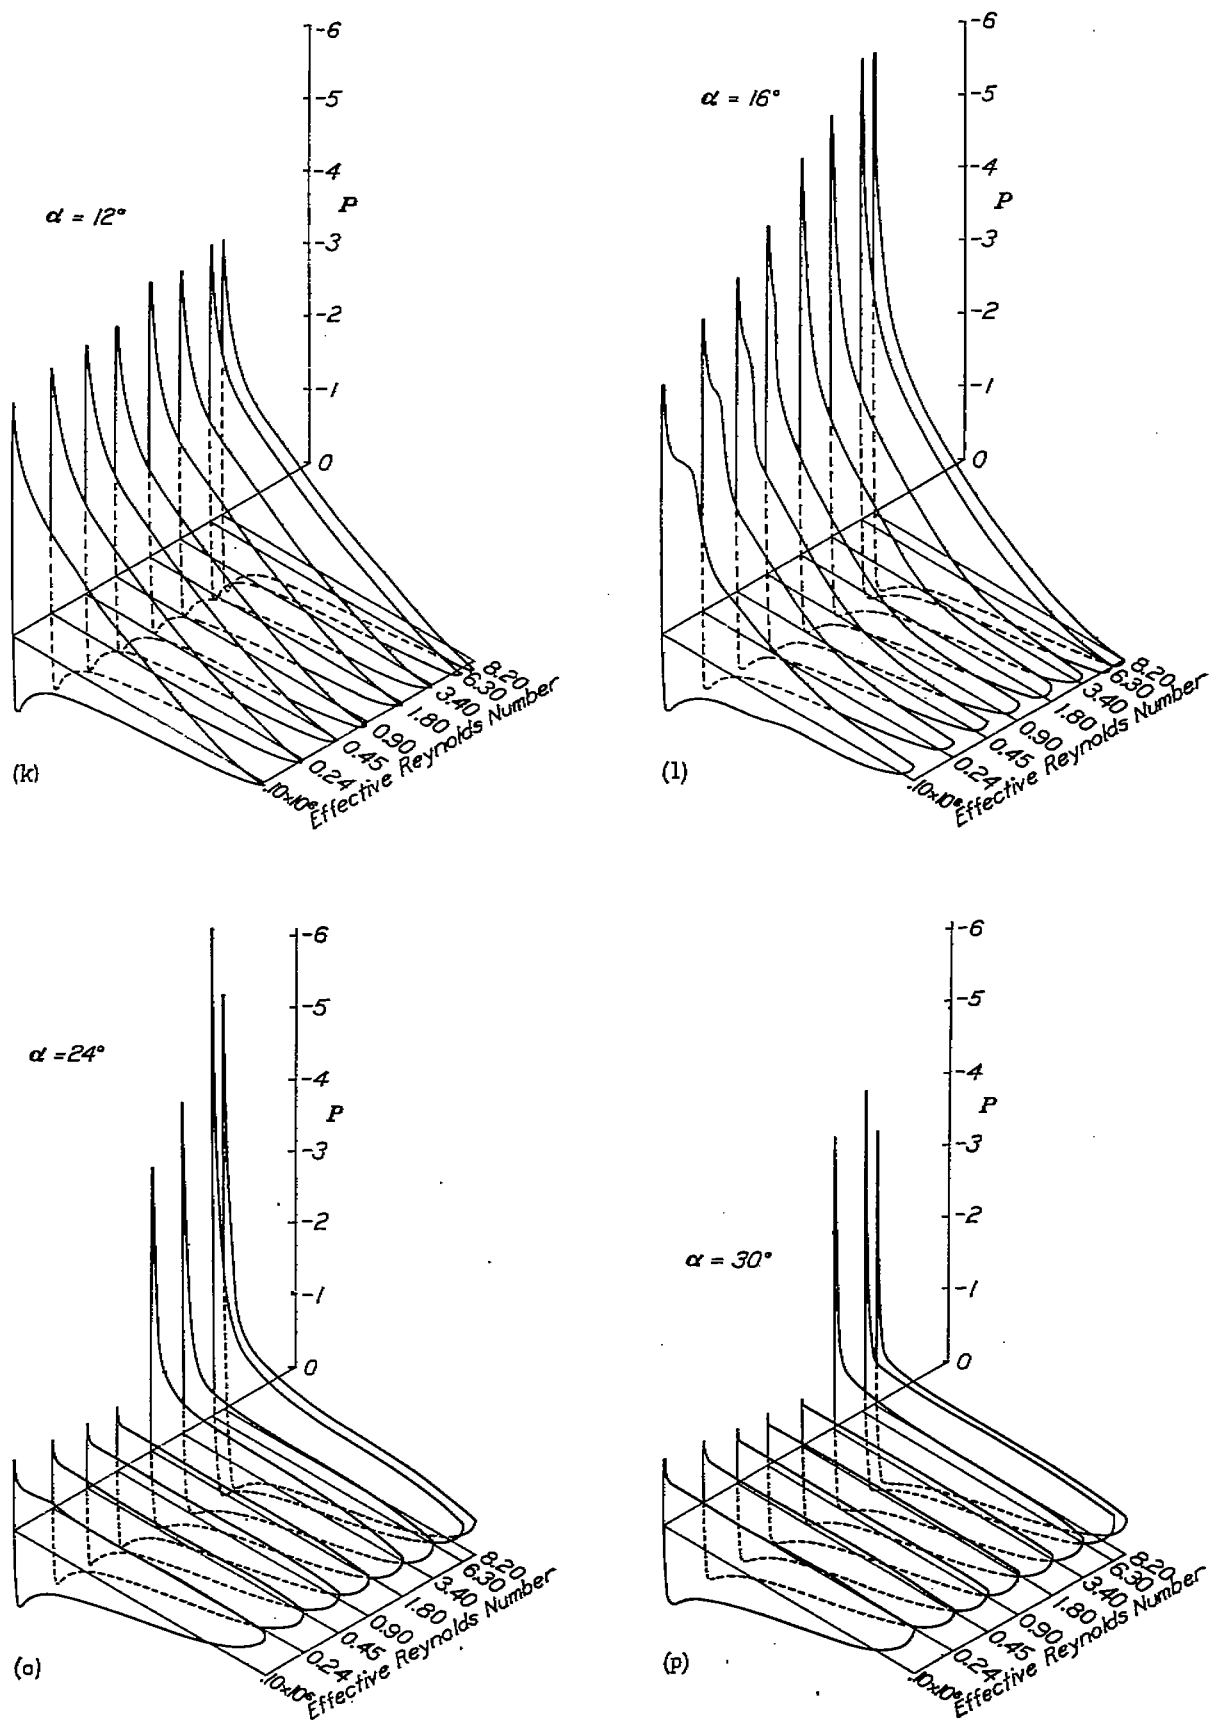 -6
-5
-4
P
-3
-2
-1
0
α = 12°
8.20
6.30
3.40
1.80
0.90
0.45
0.24
.10x10⁶
Effective Reynolds Number
(k)
-6
-5
-4
P
-3
-2
-1
0
α = 16°
8.20
6.30
3.40
1.80
0.90
0.45
0.24
.10x10⁶
Effective Reynolds Number
(l)
-6
-5
-4
P
-3
-2
-1
0
α = 24°
8.20
6.30
3.40
1.80
0.90
0.45
0.24
.10x10⁶
Effective Reynolds Number
(o)
-6
-5
-4
P
-3
-2
-1
0
α = 30°
8.20
6.30
3.40
1.80
0.90
0.45
0.24
.10x10⁶
Effective Reynolds Number
(p)